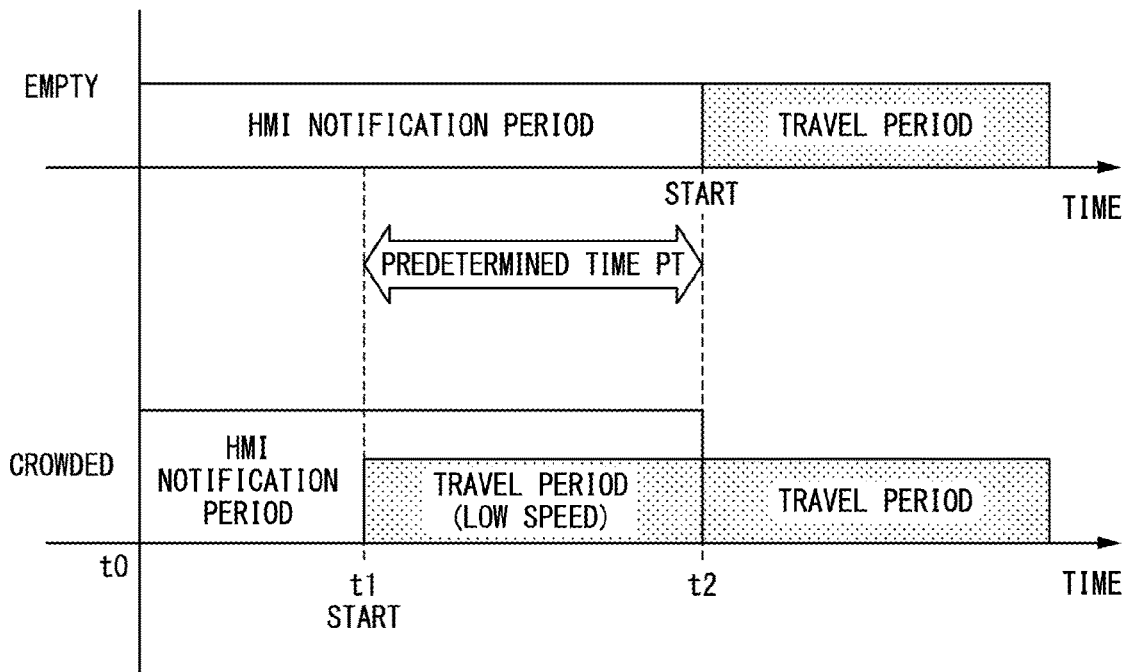 EMPTY
HMI NOTIFICATION PERIOD
TRAVEL PERIOD
START
TIME
PREDETERMINED TIME PT
CROWDED
HMI
NOTIFICATION
PERIOD
TRAVEL PERIOD
(LOW SPEED)
TRAVEL PERIOD
t0
t1
START
t2
TIME